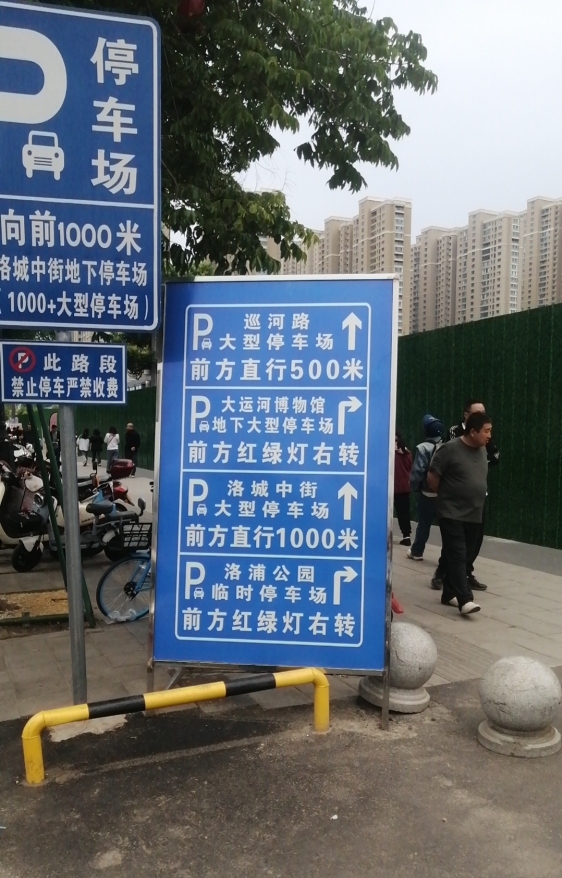 停车场
向前1000米
洛城中街地下停车场
(1000+大型停车场)
此路段
禁止停车严禁收费
P 巡河路
大型停车场
前方直行500米
P 大运河博物馆
地下大型停车场
前方红绿灯右转
P 洛城中街
大型停车场
前方直行1000米
P 洛浦公园
临时停车场
前方红绿灯右转